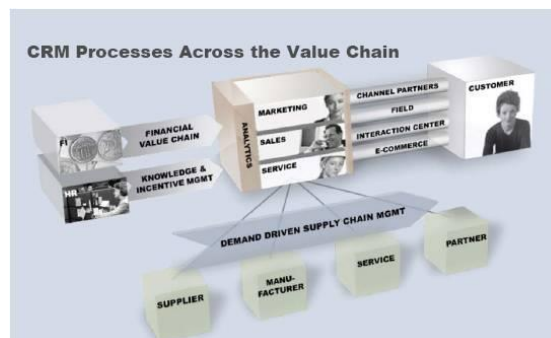 CRM Processes Across the Value Chain
FI
FINANCIAL
VALUE CHAIN
HR
KNOWLEDGE &
INCENTIVE MGMT
ANALYTICS
MARKETING
SALES
SERVICE
CHANNEL PARTNERS
FIELD
INTERACTION CENTER
E-COMMERCE
CUSTOMER
DEMAND DRIVEN SUPPLY CHAIN MGMT
SUPPLIER
MANU-
FACTURER
SERVICE
PARTNER